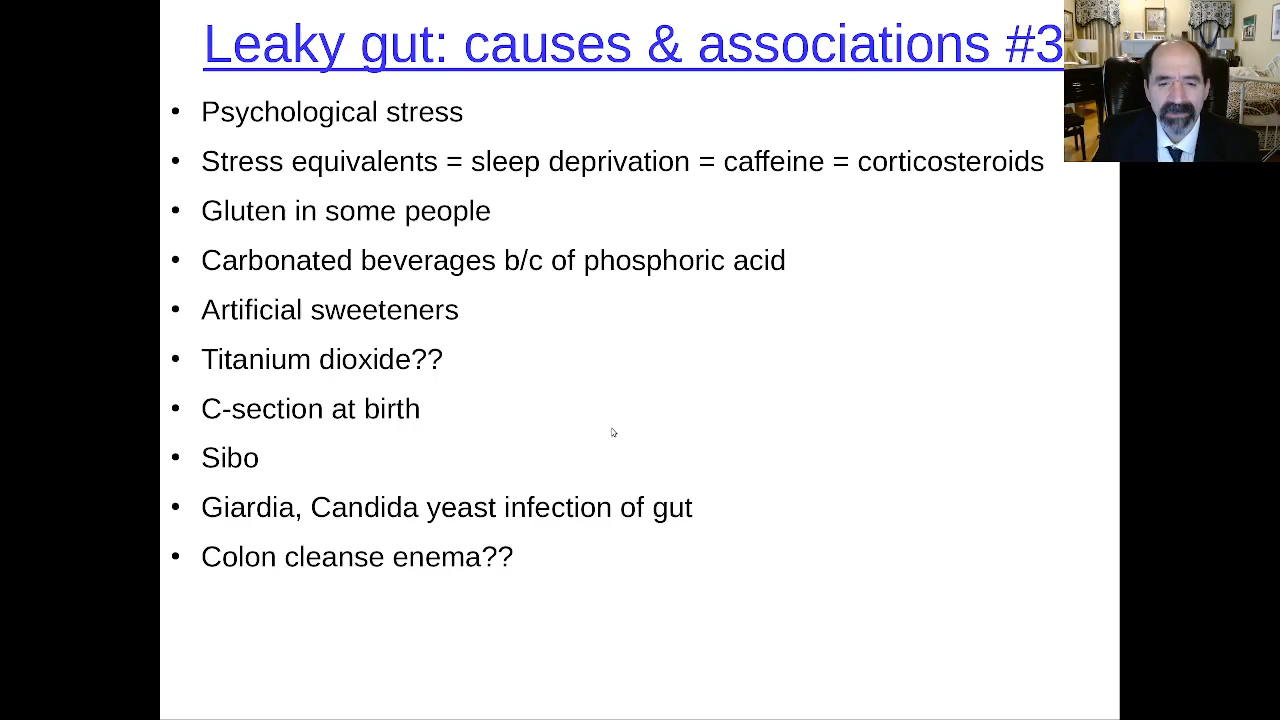 Leaky gut: causes & associations #3
• Psychological stress
• Stress equivalents = sleep deprivation = caffeine = corticosteroids
• Gluten in some people
• Carbonated beverages b/c of phosphoric acid
• Artificial sweeteners
• Titanium dioxide??
• C-section at birth
• Sibo
• Giardia, Candida yeast infection of gut
• Colon cleanse enema??